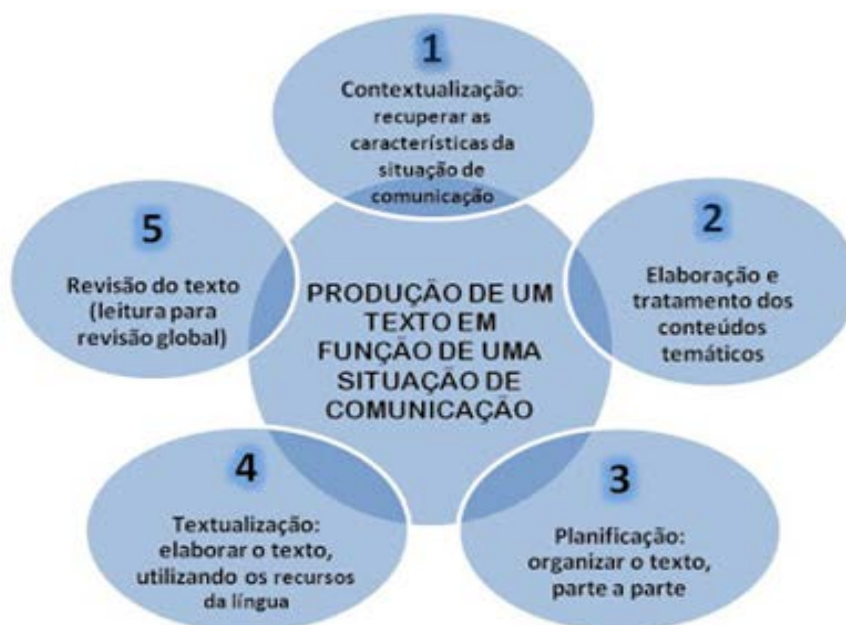 1
Contextualização:
recuperar as
características da
situação de
comunicação
2
Elaboração e
tratamento dos
conteúdos
temáticos
3
Planificação:
organizar o texto,
parte a parte
4
Textualização:
elaborar o texto,
utilizando os recursos
da língua
5
Revisão do texto
(leitura para
revisão global)
PRODUÇÃO DE UM
TEXTO EM
FUNÇÃO DE UMA
SITUAÇÃO DE
COMUNICAÇÃO